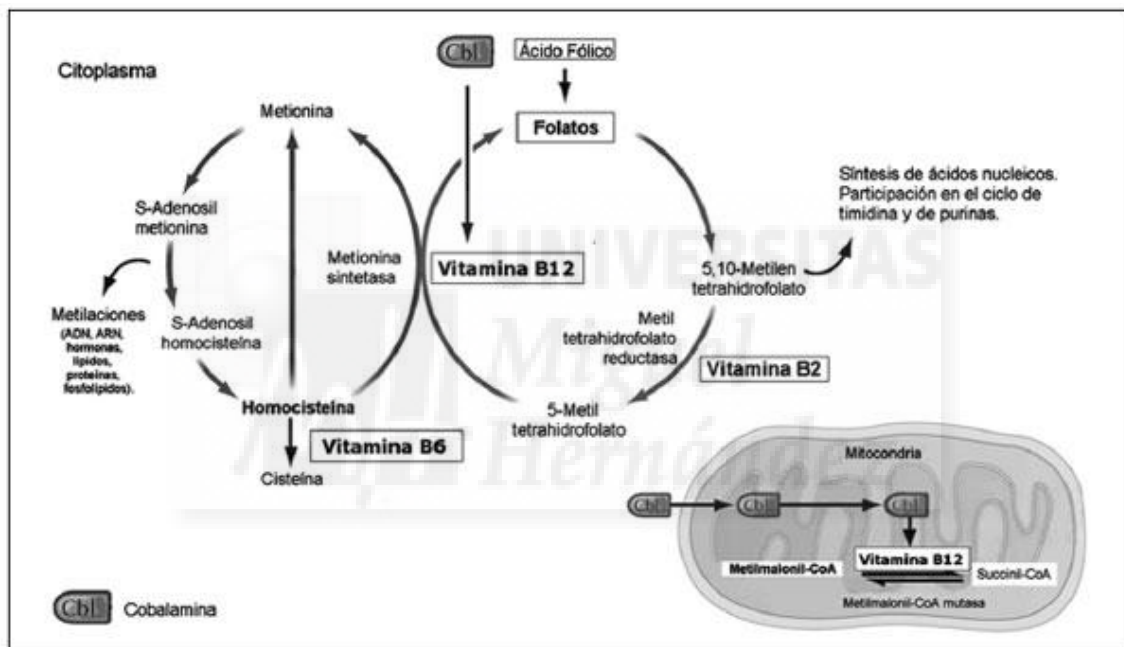 Citoplasma
Cbl
Ácido Fólico
Metionina
Folatos
Síntesis de ácidos nucleicos.
Participación en el ciclo de
timidina y de purinas.
S-Adenosil
metionina
Metionina
sintetasa
Vitamina B12
5,10-Metilen
tetrahidrofolato
Metilaciones
(ADN, ARN,
hormonas,
lípidos,
proteínas,
fosfolípidos).
S-Adenosil
homocisteína
Metil
tetrahidrofolato
reductasa
Vitamina B2
Homocisteína
5-Metil
tetrahidrofolato
Vitamina B6
Cisteína
Mitocondria
Cbl
Cbl
Cbl
Vitamina B12
Metilmalonil-CoA
Succinil-CoA
Metilmalonil-CoA mutasa
Cbl
Cobalamina
UNIVERSITAS
Miguel
Hernández